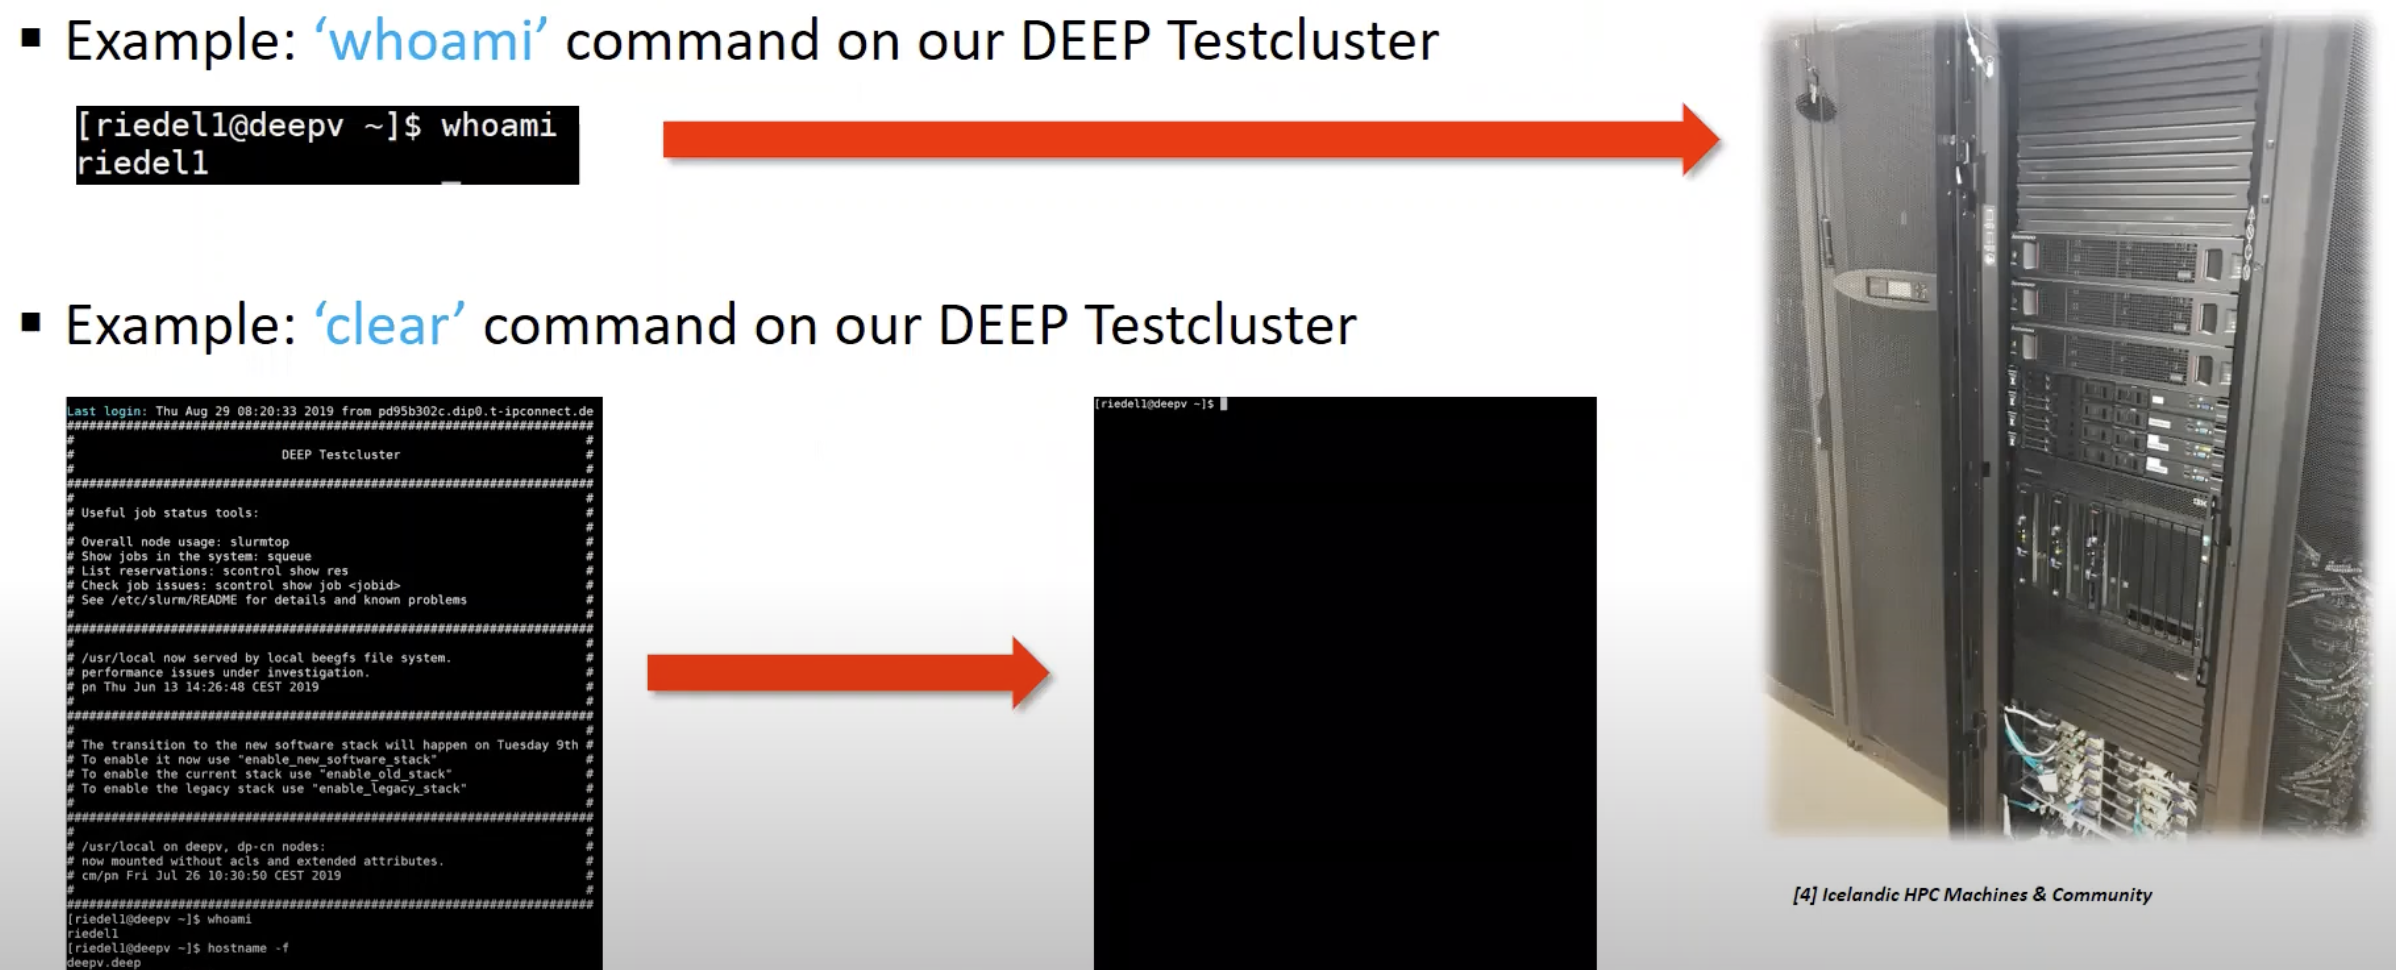 ▪ Example: ‘whoami’ command on our DEEP Testcluster
[riedel1@deepv ~]$ whoami
riedel1
▪ Example: ‘clear’ command on our DEEP Testcluster
Last login: Thu Aug 29 08:20:33 2019 from pd95b302c.dip0.t-ipconnect.de
########################################################################
#                                                                      #
#                            DEEP Testcluster                          #
#                                                                      #
########################################################################
#                                                                      #
# Useful job status tools:                                             #
#                                                                      #
# Overall node usage: slurmtop                                         #
# Show jobs in the system: squeue                                      #
# List reservations: scontrol show res                                 #
# Check job issues: scontrol show job <jobid>                          #
# See /etc/slurm/README for details and known problems                 #
#                                                                      #
########################################################################
#                                                                      #
# /usr/local now served by local beegfs file system.                   #
# performance issues under investigation.                              #
# pn Thu Jun 13 14:26:48 CEST 2019                                     #
#                                                                      #
########################################################################
#                                                                      #
# The transition to the new software stack will happen on Tuesday 9th #
# To enable it now use "enable_new_software_stack"                     #
# To enable the current stack use "enable_old_stack"                   #
# To enable the legacy stack use "enable_legacy_stack"                 #
#                                                                      #
########################################################################
#                                                                      #
# /usr/local on deepv, dp-cn nodes:                                    #
# now mounted without acls and extended attributes.                    #
# cm/pn Fri Jul 26 10:30:50 CEST 2019                                  #
#                                                                      #
########################################################################
[riedel1@deepv ~]$ whoami
riedel1
[riedel1@deepv ~]$ hostname -f
deepv.deep
[riedel1@deepv ~]$
[4] Icelandic HPC Machines & Community